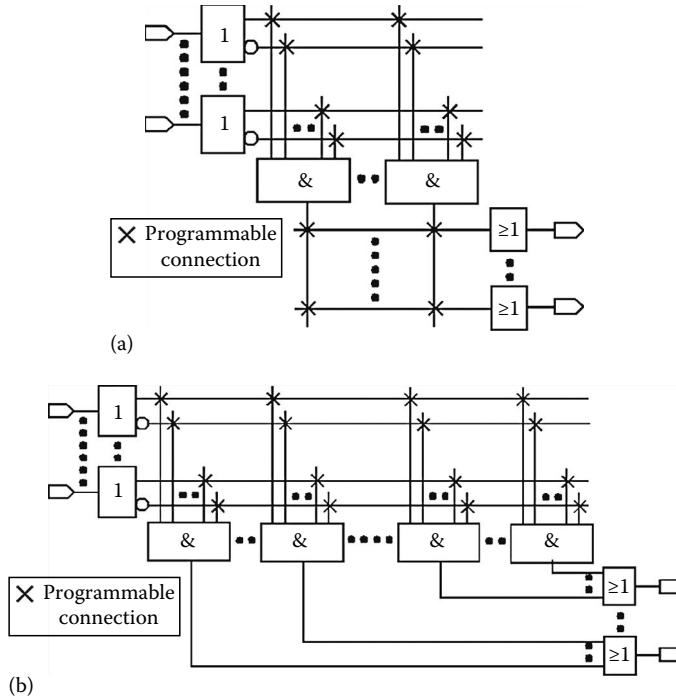 1
1
& &
× Programmable
connection
≥1
≥1
(a)
1
1
& & & &
× Programmable
connection
≥1
≥1
(b)